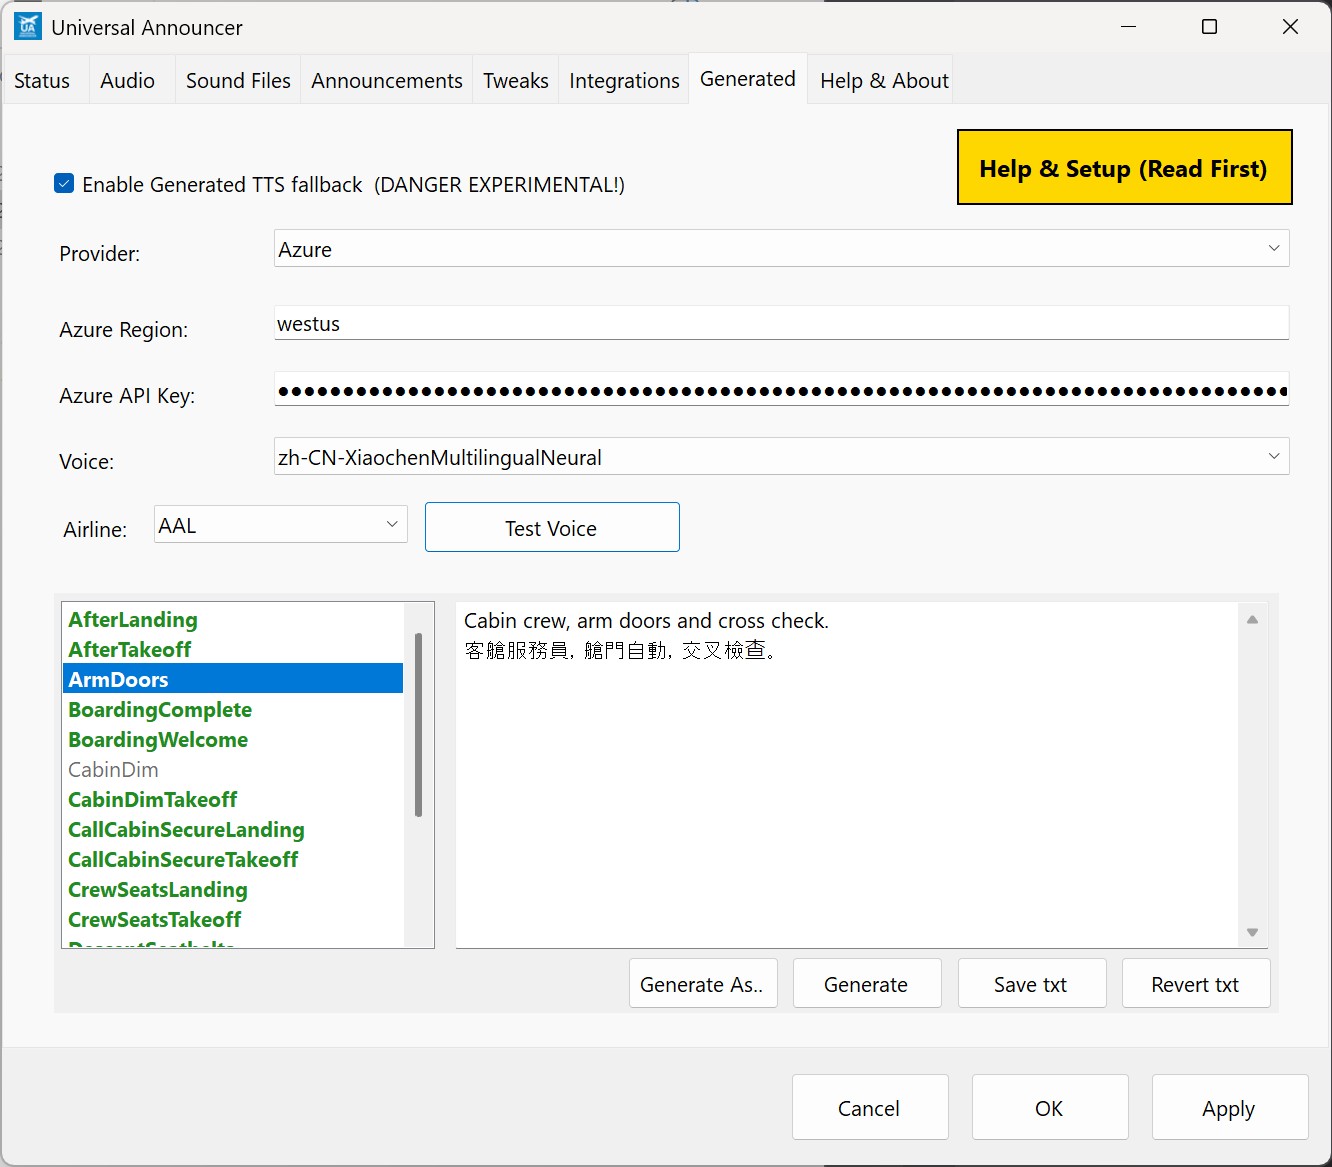 Universal Announcer
Status Audio Sound Files Announcements Tweaks Integrations Generated Help & About
Help & Setup (Read First)
Enable Generated TTS fallback (DANGER EXPERIMENTAL!)
Provider: Azure
Azure Region: westus
Azure API Key: ●●●●●●●●●●●●●●●●●●●●●●●●●●●●●●●●●●●●●●●●●●●●●●●●●●●●●●●●●●●●●●●●●●●●●●●●●●●●●●
Voice: zh-CN-XiaochenMultilingualNeural
Airline: AAL Test Voice
AfterLanding
AfterTakeoff
ArmDoors
BoardingComplete
BoardingWelcome
CabinDim
CabinDimTakeoff
CallCabinSecureLanding
CallCabinSecureTakeoff
CrewSeatsLanding
CrewSeatsTakeoff
Cabin crew, arm doors and cross check.
客艙服務員，艙門自動，交叉檢查。
Generate As.. Generate Save txt Revert txt
Cancel OK Apply